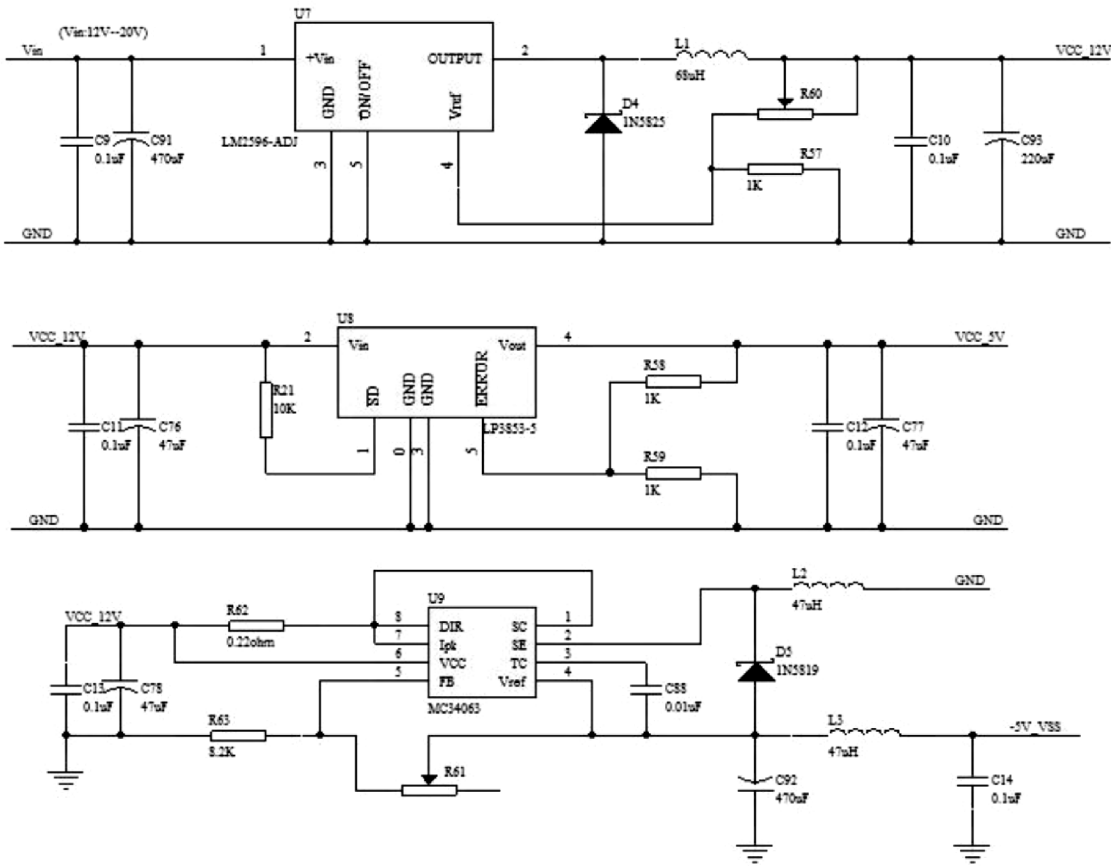 U7
(Vin:12V--20V)
Vin
1
+Vin
OUTPUT
2
GND
ON/OFF
Vref
LM2596-ADJ
3
5
4
C9
0.1uF
C91
470uF
D4
1N5825
L1
68uH
R60
R57
1K
VCC_12V
C10
0.1uF
C93
220uF
GND
GND
U8
VCC_12V
2
Vin
Vout
4
VCC_5V
SD
GND
GND
ERROR
LP3853-5
1
0
3
5
R21
10K
C11
0.1uF
C76
47uF
R58
1K
R59
1K
C12
0.1uF
C77
47uF
GND
GND
U9
VCC_12V
R62
0.22ohm
8
DIR
SC
1
7
Ipk
SE
2
6
VCC
TC
3
5
FB
Vref
4
MC34063
C13
0.1uF
C78
47uF
R63
8.2K
R61
C88
0.01uF
L2
47uH
GND
D5
1N5819
L3
47uH
-5V_VSS
C92
470uF
C14
0.1uF